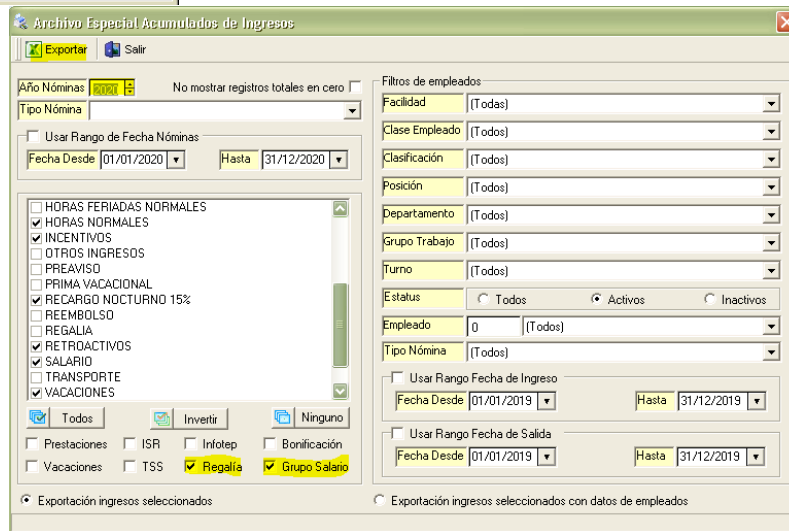 Archivo Especial Acumulados de Ingresos
Exportar Salir
Año Nóminas 2020 No mostrar registros totales en cero
Tipo Nómina
Usar Rango de Fecha Nóminas
Fecha Desde 01/01/2020 Hasta 31/12/2020
HORAS FERIADAS NORMALES
HORAS NORMALES
INCENTIVOS
OTROS INGRESOS
PREAVISO
PRIMA VACACIONAL
RECARGO NOCTURNO 15%
REEMBOLSO
REGALIA
RETROACTIVOS
SALARIO
TRANSPORTE
VACACIONES
Todos Invertir Ninguno
Prestaciones ISR Infotep Bonificación
Vacaciones TSS Regalía Grupo Salario
Exportación ingresos seleccionados
Filtros de empleados
Facilidad (Todas)
Clase Empleado (Todos)
Clasificación (Todos)
Posición (Todos)
Departamento (Todos)
Grupo Trabajo (Todos)
Turno (Todos)
Estatus Todos Activos Inactivos
Empleado 0 (Todos)
Tipo Nómina (Todos)
Usar Rango Fecha de Ingreso
Fecha Desde 01/01/2019 Hasta 31/12/2019
Usar Rango Fecha de Salida
Fecha Desde 01/01/2019 Hasta 31/12/2019
Exportación ingresos seleccionados con datos de empleados